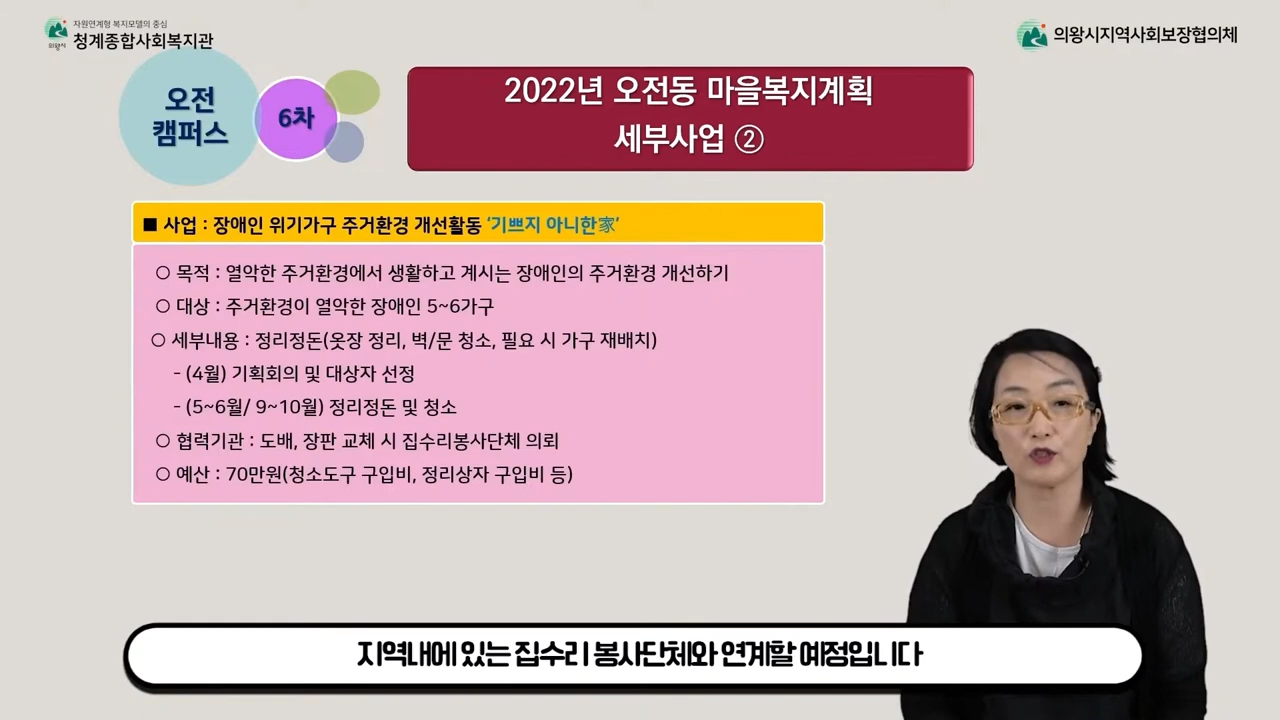 자원연계형 복지모델의 중심
의왕시 청계종합사회복지관
의왕시지역사회보장협의체
오전
캠퍼스
6차
2022년 오전동 마을복지계획
세부사업 ②
■ 사업 : 장애인 위기가구 주거환경 개선활동 ‘기쁘지 아니한家’
○ 목적 : 열악한 주거환경에서 생활하고 계시는 장애인의 주거환경 개선하기
○ 대상 : 주거환경이 열악한 장애인 5~6가구
○ 세부내용 : 정리정돈(옷장 정리, 벽/문 청소, 필요 시 가구 재배치)
- (4월) 기획회의 및 대상자 선정
- (5~6월/ 9~10월) 정리정돈 및 청소
○ 협력기관 : 도배, 장판 교체 시 집수리봉사단체 의뢰
○ 예산 : 70만원(청소도구 구입비, 정리상자 구입비 등)
지역내에 있는 집수리 봉사단체와 연계할 예정입니다